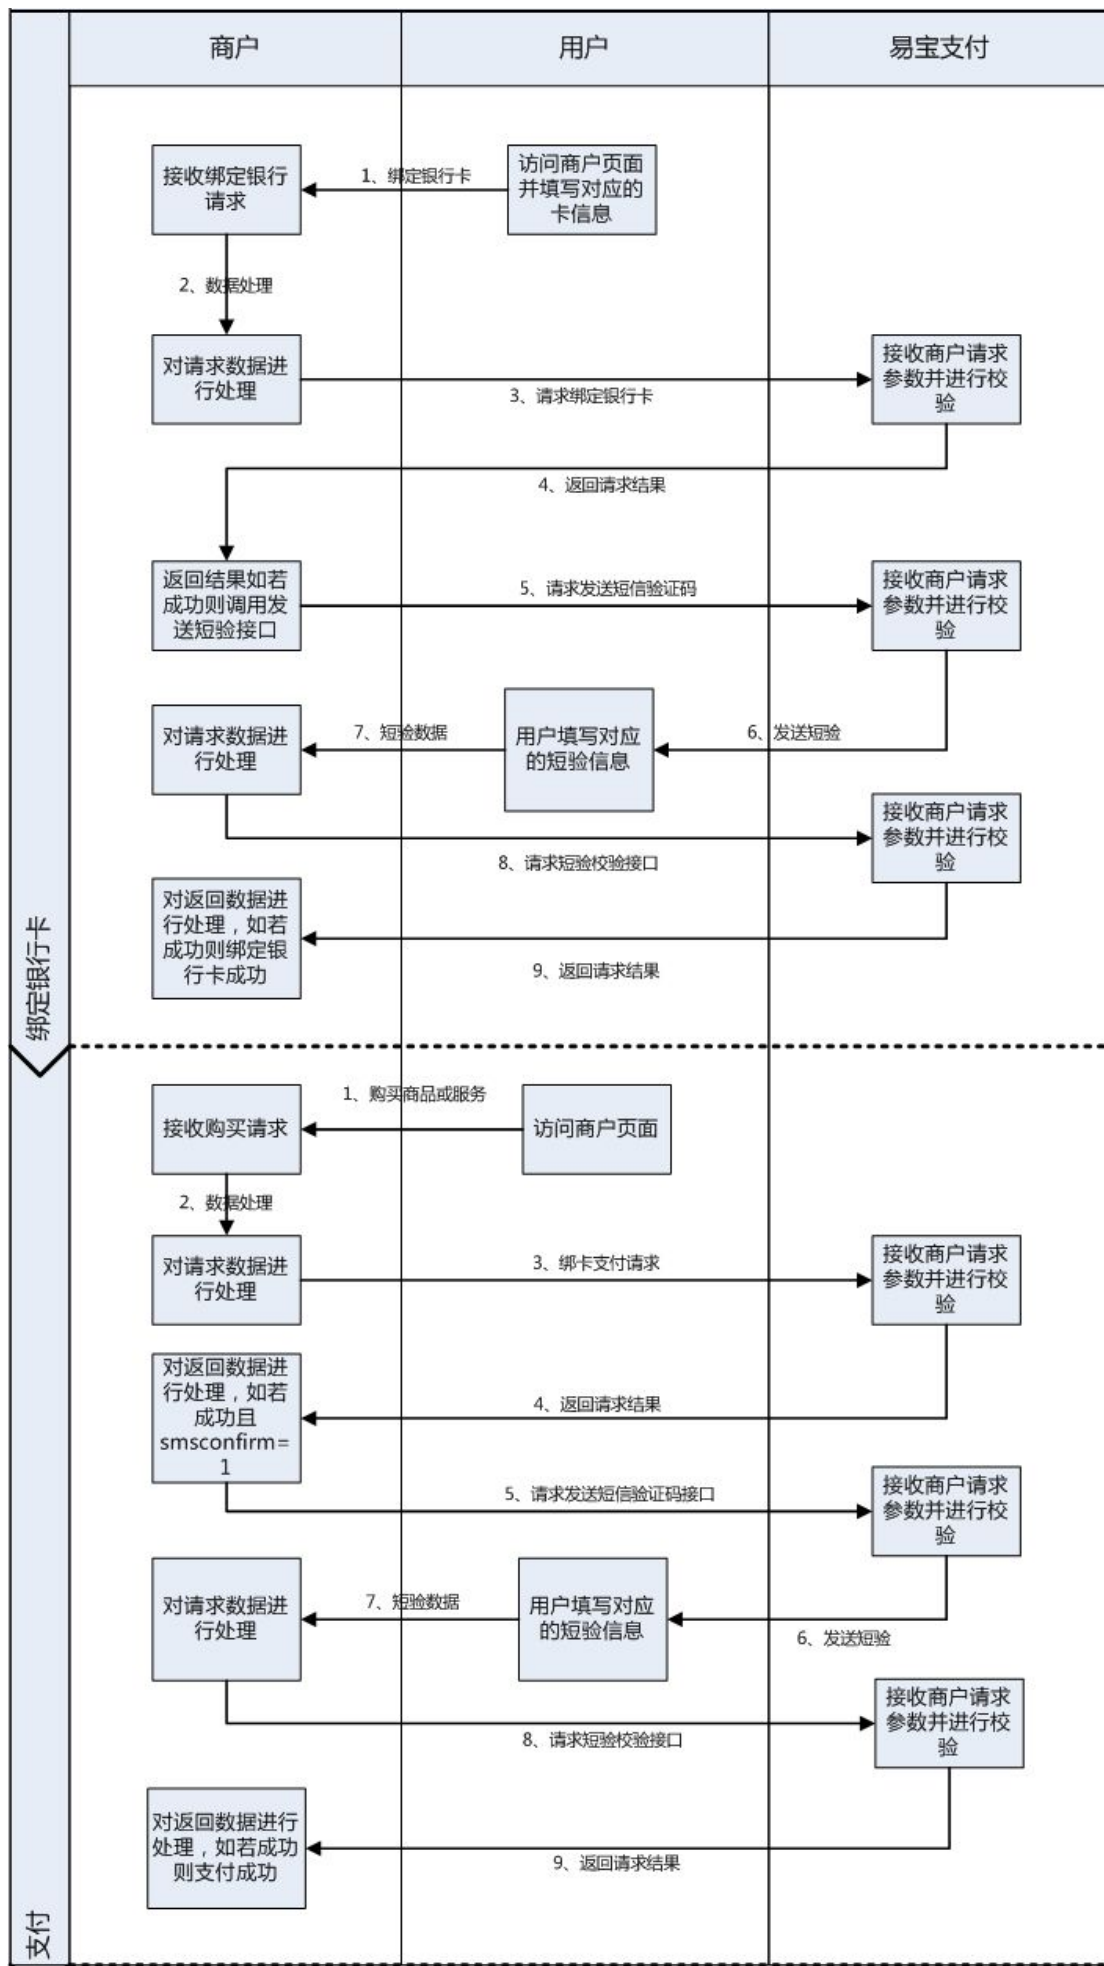 商户
用户
易宝支付
绑定银行卡
接收绑定银行
请求
1、绑定银行卡
访问商户页面
并填写对应的
卡信息
2、数据处理
对请求数据进
行处理
3、请求绑定银行卡
接收商户请求
参数并进行校
验
4、返回请求结果
返回结果如若
成功则调用发
送短验接口
5、请求发送短信验证码
接收商户请求
参数并进行校
验
6、发送短验
用户填写对应
的短验信息
7、短验数据
对请求数据进
行处理
8、请求短验校验接口
接收商户请求
参数并进行校
验
9、返回请求结果
对返回数据进
行处理，如若
成功则绑定银
行卡成功
支付
接收购买请求
1、购买商品或服务
访问商户页面
2、数据处理
对请求数据进
行处理
3、绑卡支付请求
接收商户请求
参数并进行校
验
4、返回请求结果
对返回数据进
行处理，如若
成功且
smsconfirm=
1
5、请求发送短信验证码接口
接收商户请求
参数并进行校
验
6、发送短验
用户填写对应
的短验信息
7、短验数据
对请求数据进
行处理
8、请求短验校验接口
接收商户请求
参数并进行校
验
9、返回请求结果
对返回数据进行
处理，如若成功
则支付成功